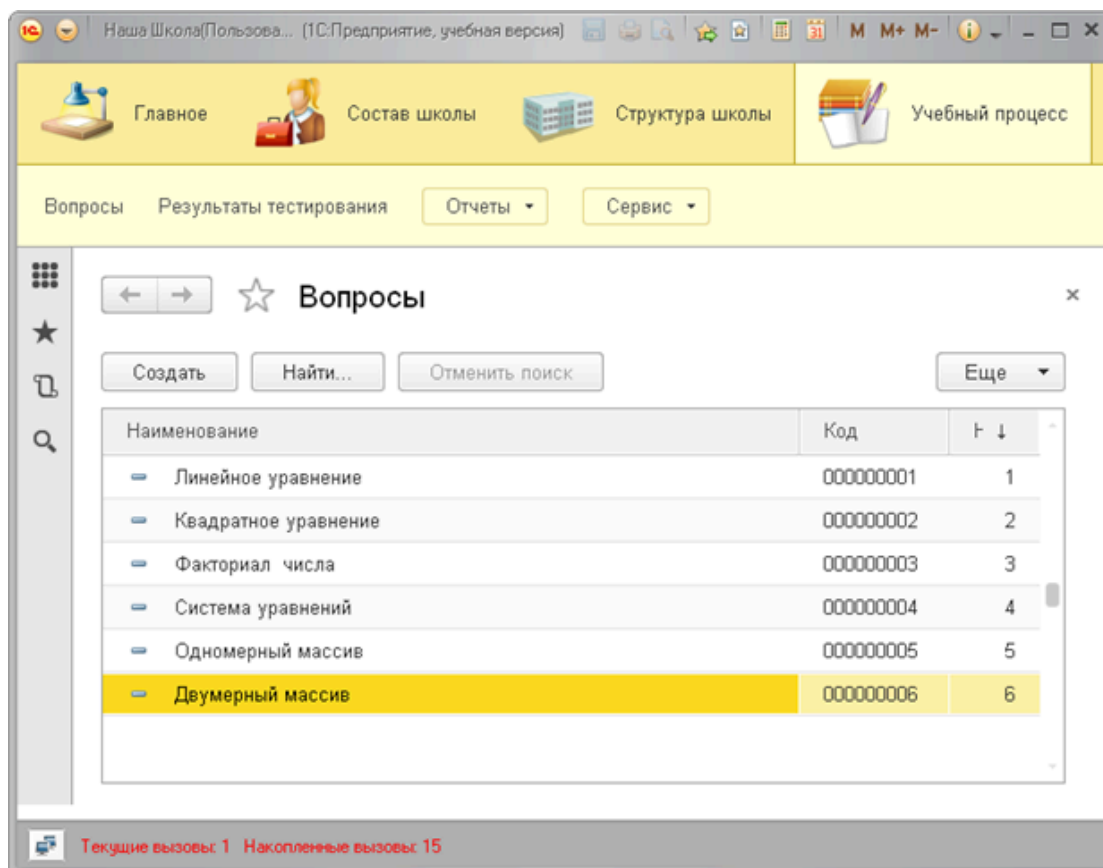 Наша Школа(Пользова... (1С:Предприятие, учебная версия) 31 M M+ M-
Главное Состав школы Структура школы Учебный процесс
Вопросы Результаты тестирования Отчеты Сервис
Вопросы
Создать Найти... Отменить поиск Еще
Наименование Код
Линейное уравнение 000000001 1
Квадратное уравнение 000000002 2
Факториал числа 000000003 3
Система уравнений 000000004 4
Одномерный массив 000000005 5
Двумерный массив 000000006 6
Текущие вызовы: 1 Накопленные вызовы: 15